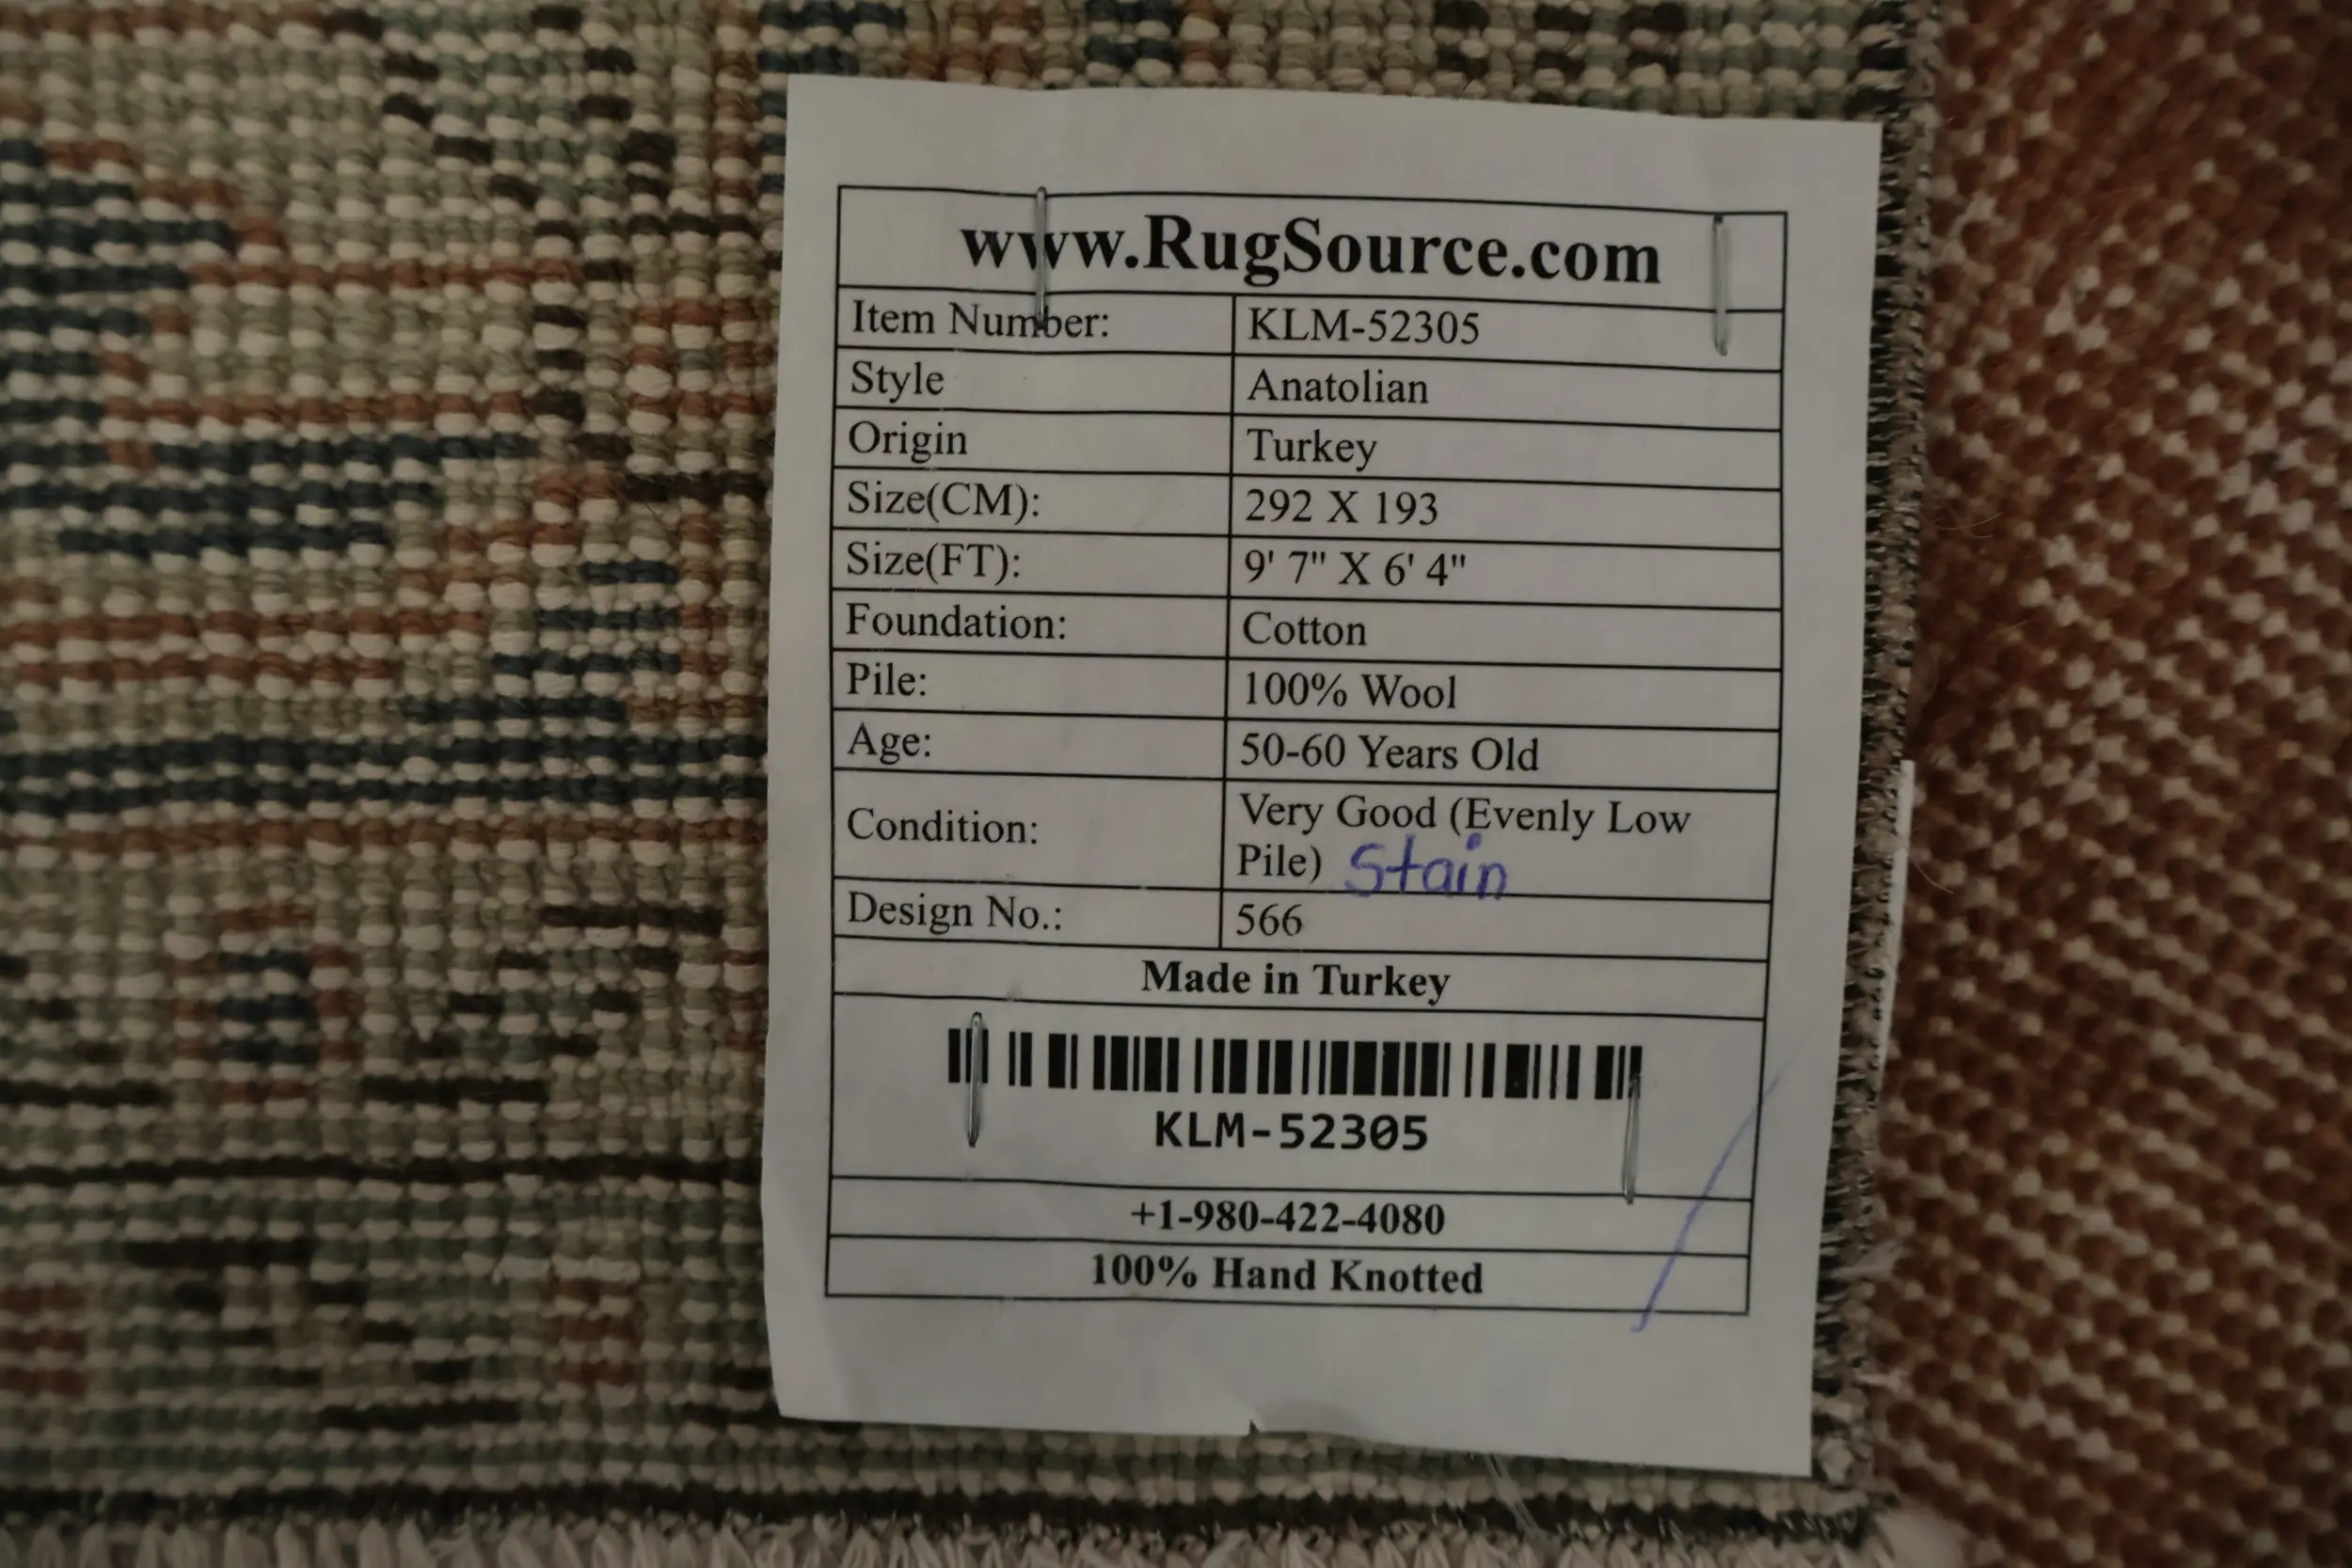 www.RugSource.com
Item Number: KLM-52305
Style Anatolian
Origin Turkey
Size(CM): 292 X 193
Size(FT): 9' 7" X 6' 4"
Foundation: Cotton
Pile: 100% Wool
Age: 50-60 Years Old
Condition: Very Good (Evenly Low
Pile) Stain
Design No.: 566
Made in Turkey
KLM-52305
+1-980-422-4080
100% Hand Knotted